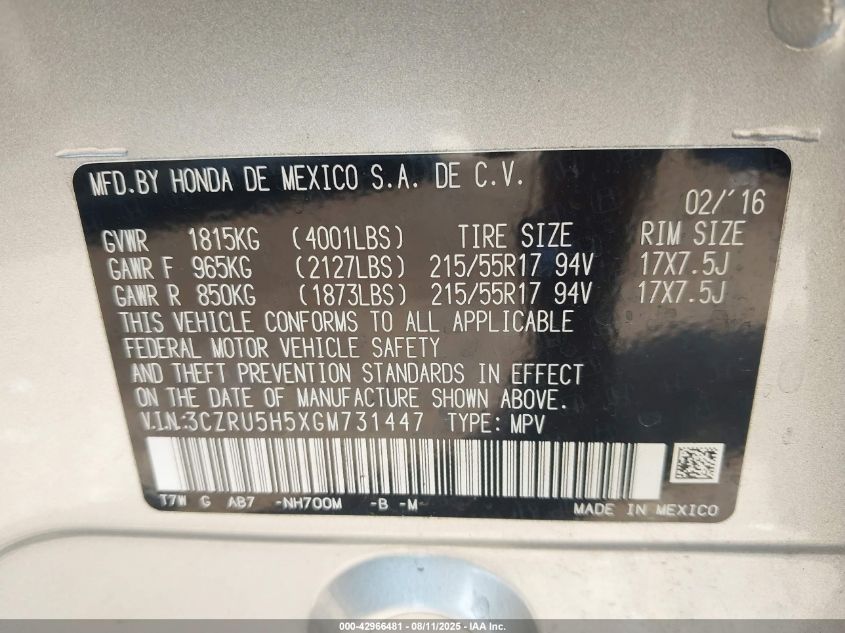 MFD.BY HONDA DE MEXICO S.A. DE C.V.
02/'16
GVWR 1815KG (4001LBS) TIRE SIZE RIM SIZE
GAWR F 965KG (2127LBS) 215/55R17 94V 17X7.5J
GAWR R 850KG (1873LBS) 215/55R17 94V 17X7.5J
THIS VEHICLE CONFORMS TO ALL APPLICABLE
FEDERAL MOTOR VEHICLE SAFETY
AND THEFT PREVENTION STANDARDS IN EFFECT
ON THE DATE OF MANUFACTURE SHOWN ABOVE.
V.I.N.:3CZRU5H5XGM731447 TYPE: MPV
T7W G AB7 -NH700M -B -M
MADE IN MEXICO
000-42966481 - 08/11/2025 - IAA, Inc.